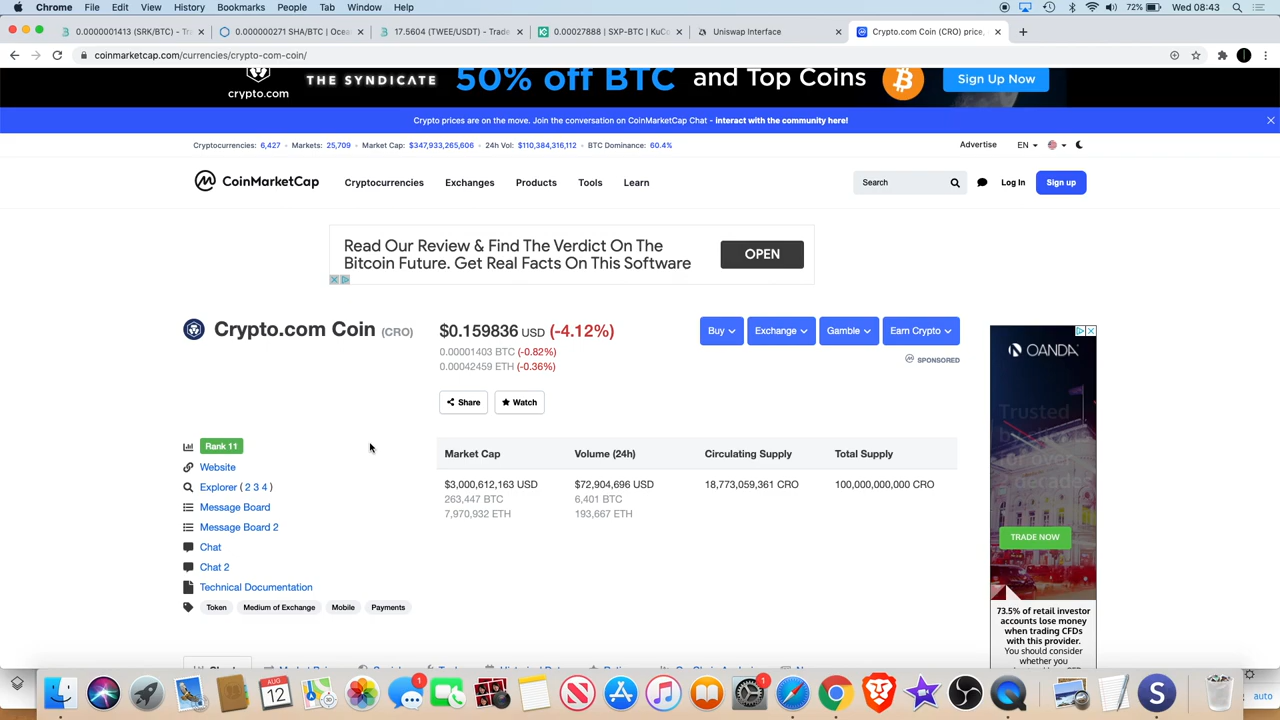 Chrome File Edit View History Bookmarks People Tab Window Help 72% Wed 08:43
0.0000001413 (SRK/BTC) - Tra 0.000000271 SHA/BTC | Ocea 17.5604 (TWEE/USDT) - Trade 0.00027888 | SXP-BTC | KuC Uniswap Interface Crypto.com Coin (CRO) price,
coinmarketcap.com/currencies/crypto-com-coin/
crypto.com THE SYNDICATE 50% off BTC and Top Coins Sign Up Now
Crypto prices are on the move. Join the conversation on CoinMarketCap Chat - interact with the community here!
Cryptocurrencies: 6,427 Markets: 25,709 Market Cap: $347,933,265,606 24h Vol: $110,384,316,112 BTC Dominance: 60.4% Advertise EN
CoinMarketCap Cryptocurrencies Exchanges Products Tools Learn Search Log In Sign up
Read Our Review & Find The Verdict On The
Bitcoin Future. Get Real Facts On This Software
OPEN
Crypto.com Coin (CRO) $0.159836 USD (-4.12%) Buy Exchange Gamble Earn Crypto
0.00001403 BTC (-0.82%)
0.00042459 ETH (-0.36%)
SPONSORED
Share Watch
Rank 11
Website
Explorer ( 2 3 4 )
Message Board
Message Board 2
Chat
Chat 2
Technical Documentation
Token Medium of Exchange Mobile Payments
Market Cap Volume (24h) Circulating Supply Total Supply
$3,000,612,163 USD $72,904,696 USD 18,773,059,361 CRO 100,000,000,000 CRO
263,447 BTC 6,401 BTC
7,970,932 ETH 193,667 ETH
OANDA
Trusted
TRADE NOW
73.5% of retail investor
accounts lose money
when trading CFDs
with this provider.
You should consider
whether you
AUG
12
1
1
S
auto